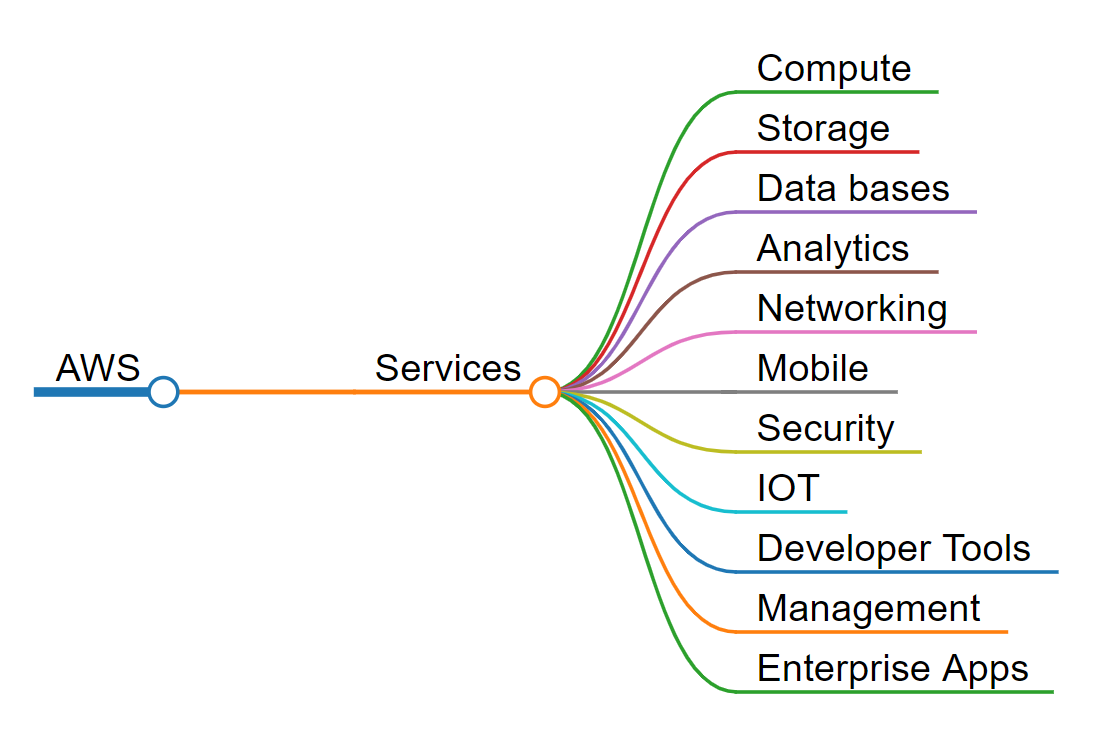 AWS
Services
Compute
Storage
Data bases
Analytics
Networking
Mobile
Security
IOT
Developer Tools
Management
Enterprise Apps